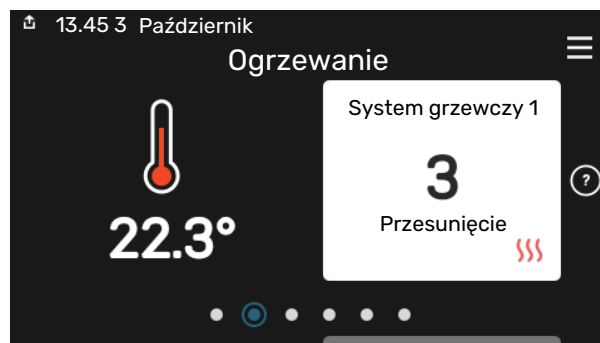 13.45 3 Październik
Ogrzewanie
System grzewczy 1
3
Przesunięcie
22.3°
?